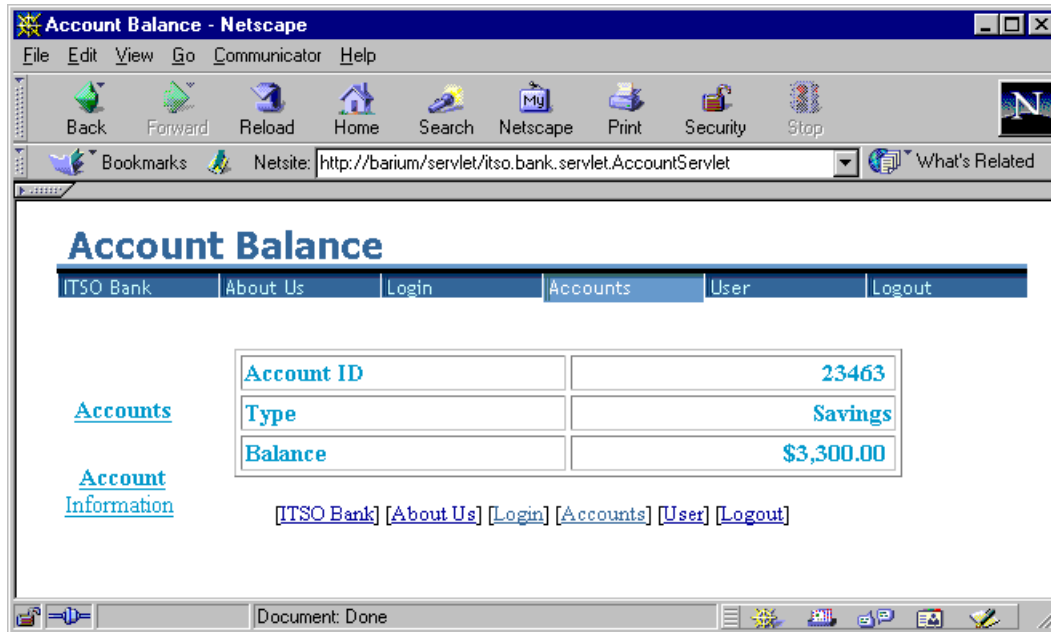 Account Balance - Netscape
File Edit View Go Communicator Help
My N
Back Forward Reload Home Search Netscape Print Security Stop
Bookmarks Netsite: http://barium/servlet/itso.bank.servlet.AccountServlet What's Related
Account Balance
ITSO Bank About Us Login Accounts User Logout
Account ID 23463
Accounts Type Savings
Balance $3,300.00
Account
Information
[ITSO Bank] [About Us] [Login] [Accounts] [User] [Logout]
Document: Done